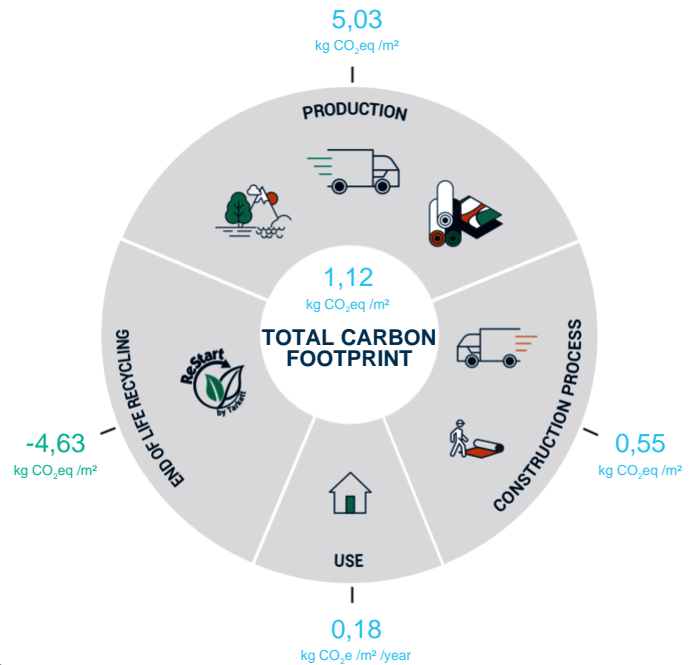 5,03
kg CO₂eq /m²
PRODUCTION
1,12
kg CO₂eq /m²
TOTAL CARBON
FOOTPRINT
CONSTRUCTION PROCESS
0,55
kg CO₂eq /m²
USE
0,18
kg CO₂e /m² /year
END OF LIFE RECYCLING
ReStart
by Tarkett
-4,63
kg CO₂eq /m²